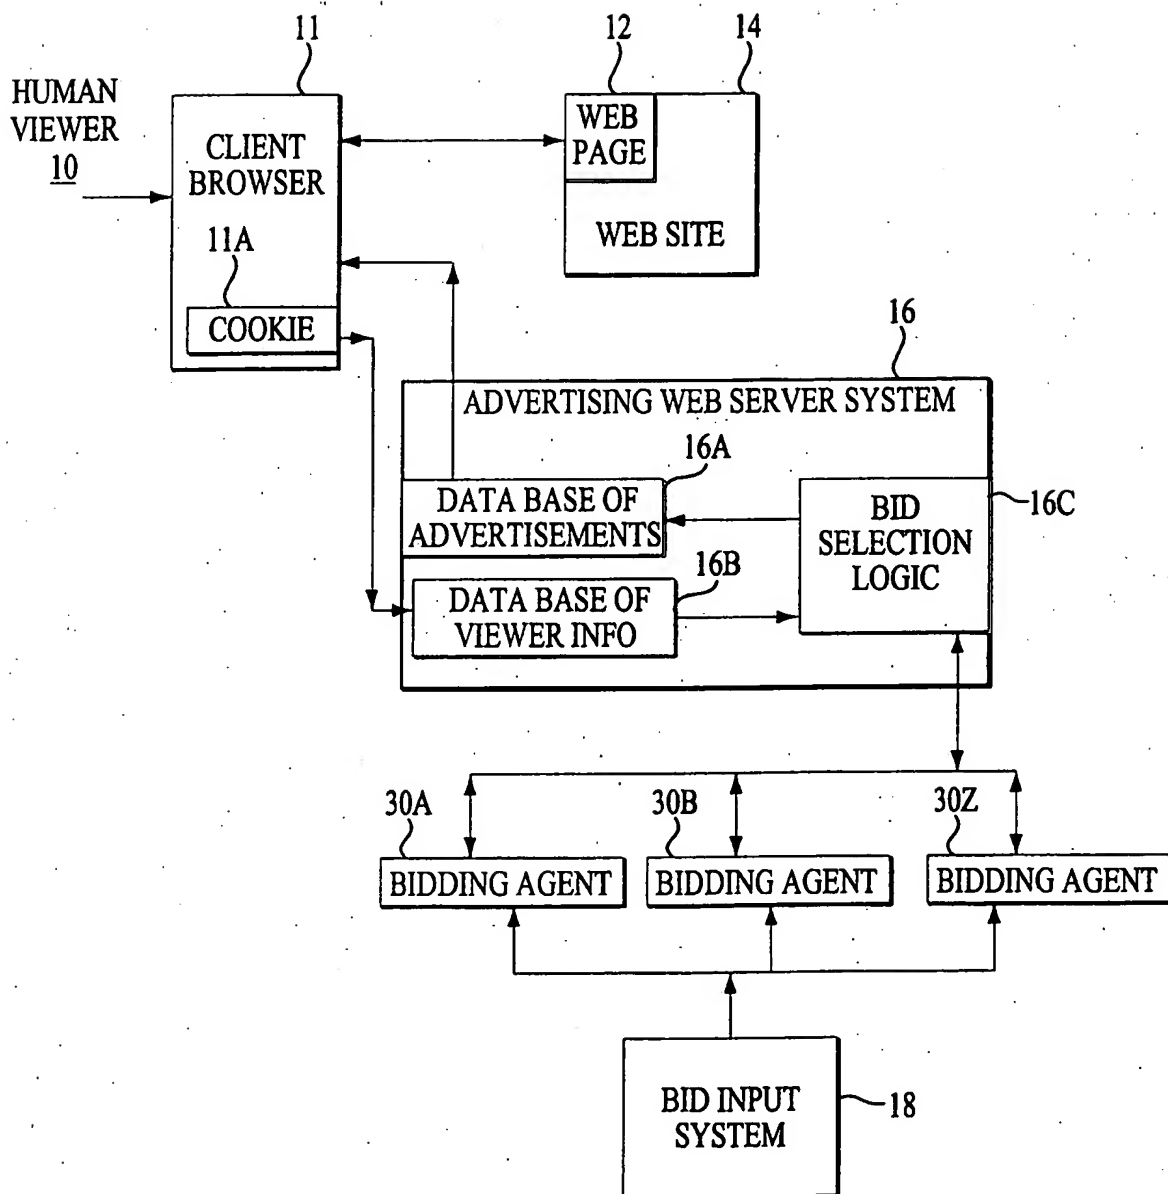 11
12
14
HUMAN
VIEWER
10
CLIENT
BROWSER
WEB
PAGE
WEB SITE
11A
COOKIE
16
ADVERTISING WEB SERVER SYSTEM
16A
DATA BASE OF
ADVERTISEMENTS
BID
SELECTION
LOGIC
16C
16B
DATA BASE OF
VIEWER INFO
30A
30B
30Z
BIDDING AGENT
BIDDING AGENT
BIDDING AGENT
BID INPUT
SYSTEM
18